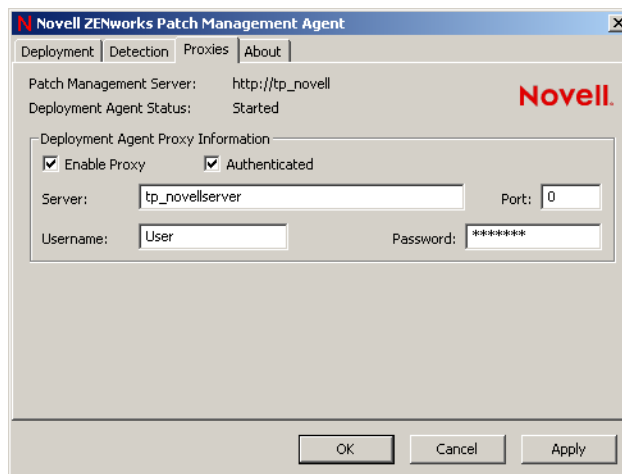 N Novell ZENworks Patch Management Agent
Deployment Detection Proxies About
Patch Management Server: http://tp_novell
Deployment Agent Status: Started
Novell.
Deployment Agent Proxy Information
Enable Proxy Authenticated
Server: tp_novellserver Port: 0
Username: User Password: *******
OK Cancel Apply